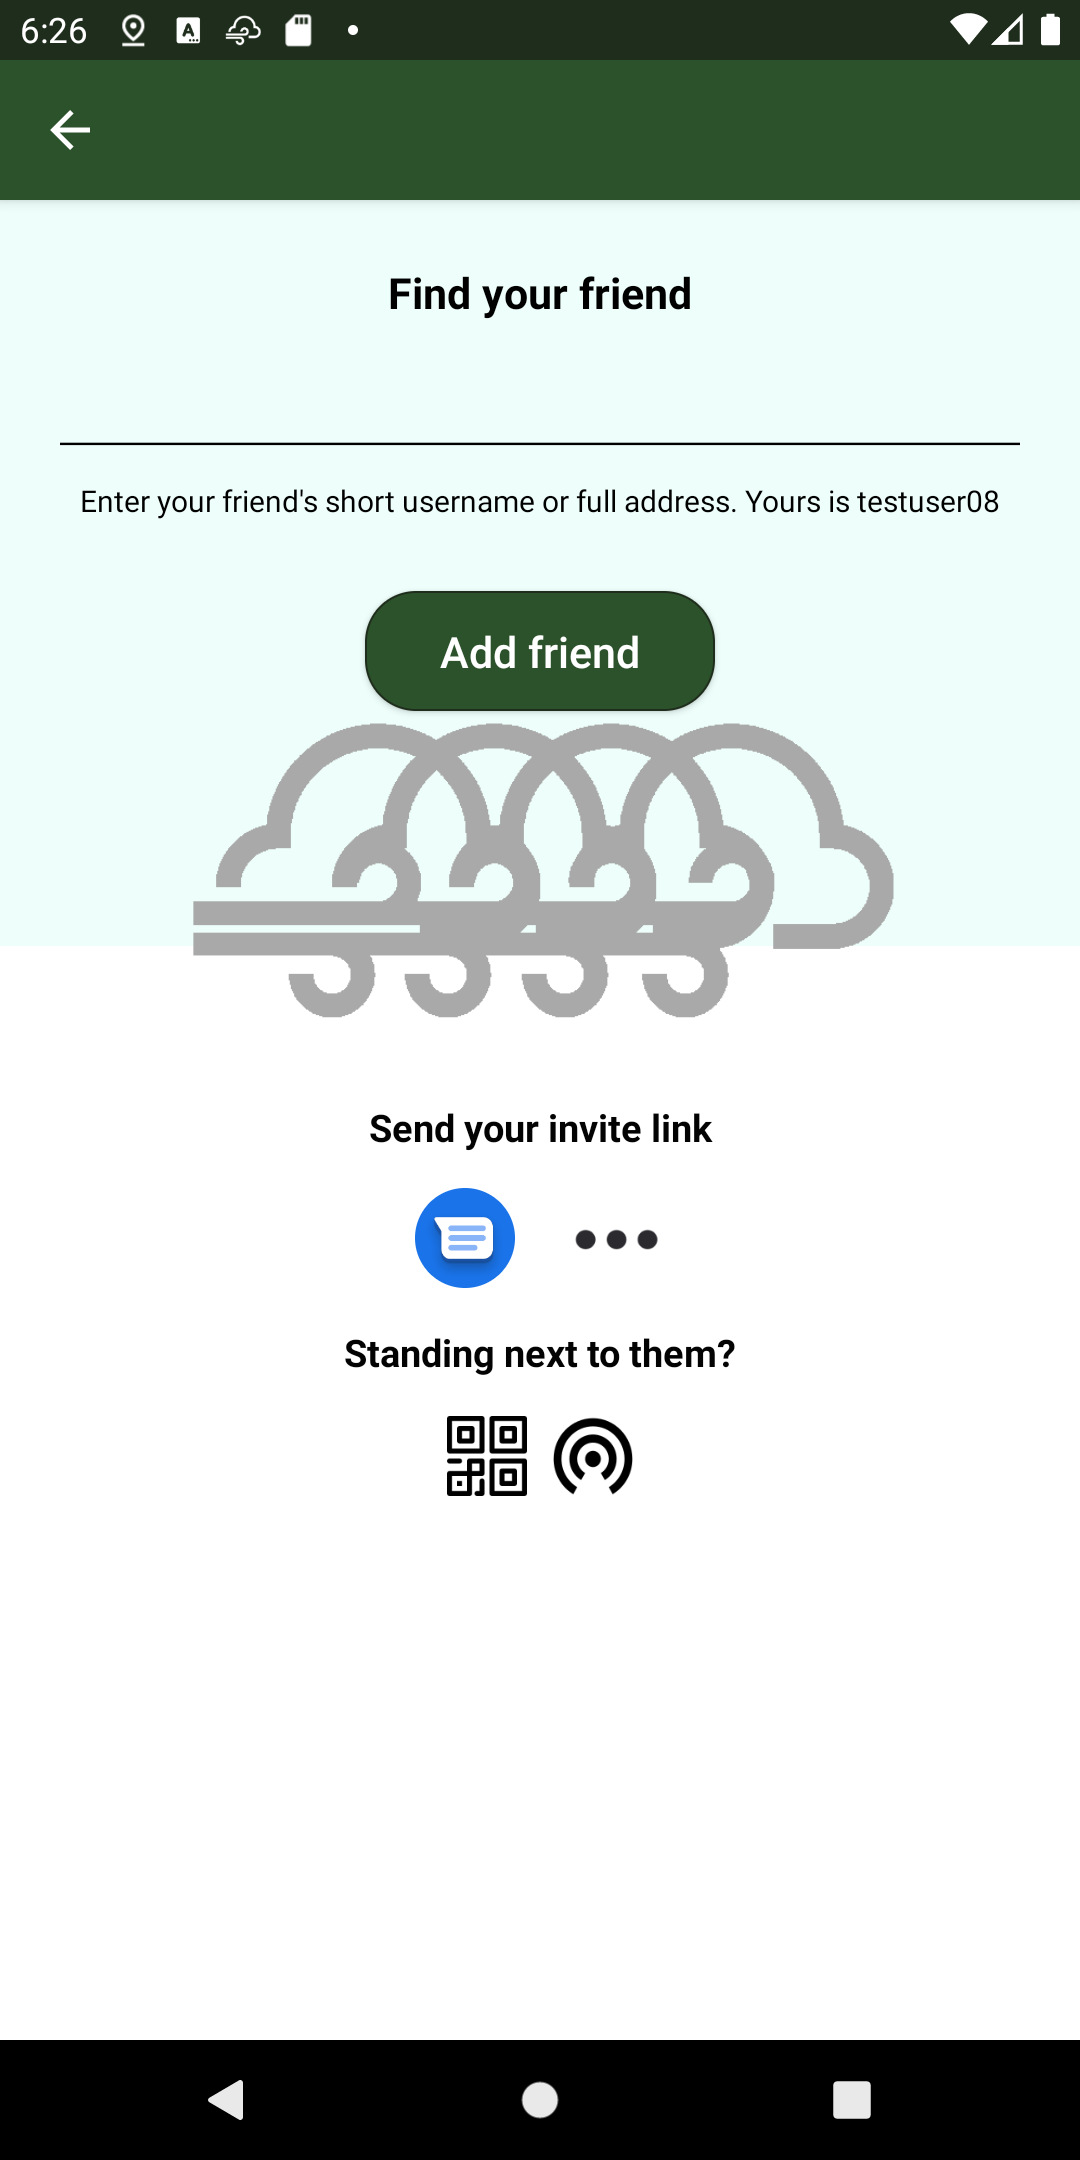 6:26
Find your friend
Enter your friend's short username or full address. Yours is testuser08
Add friend
Send your invite link
Standing next to them?